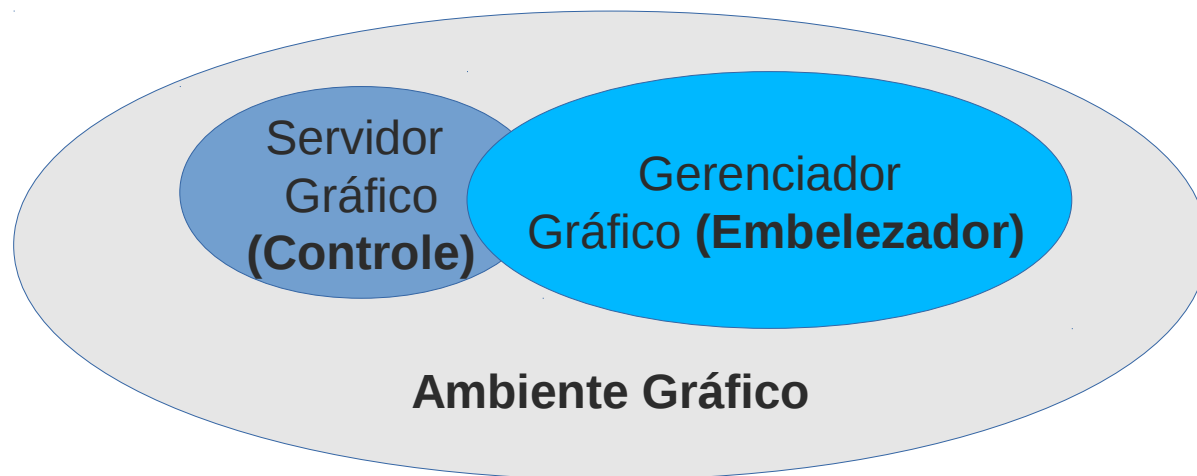 Servidor
Gráfico
(Controle)
Gerenciador
Gráfico (Embelezador)
Ambiente Gráfico